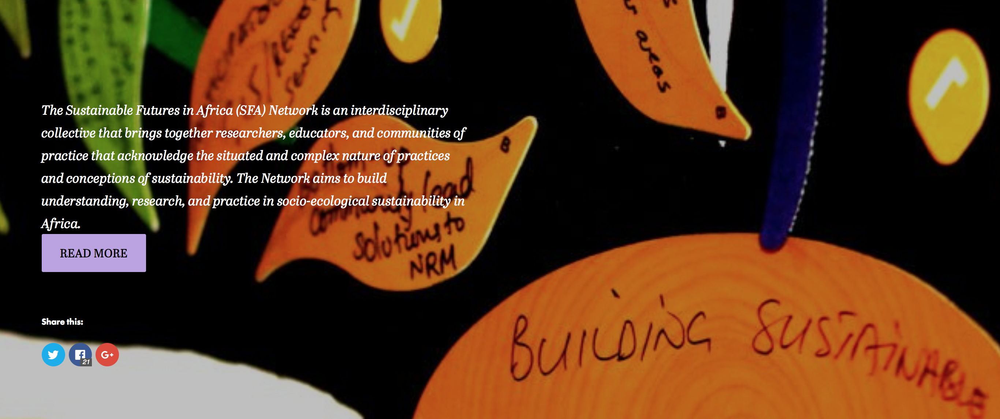 er areas
B
The Sustainable Futures in Africa (SFA) Network is an interdisciplinary
collective that brings together researchers, educators, and communities of
practice that acknowledge the situated and complex nature of practices
and conceptions of sustainability. The Network aims to build
understanding, research, and practice in socio-ecological sustainability in
Africa.
READ MORE
B
Bottom-up
community lead
solutions to
NRM
Share this:
21
G+
BUILDING SUSTAINABLE